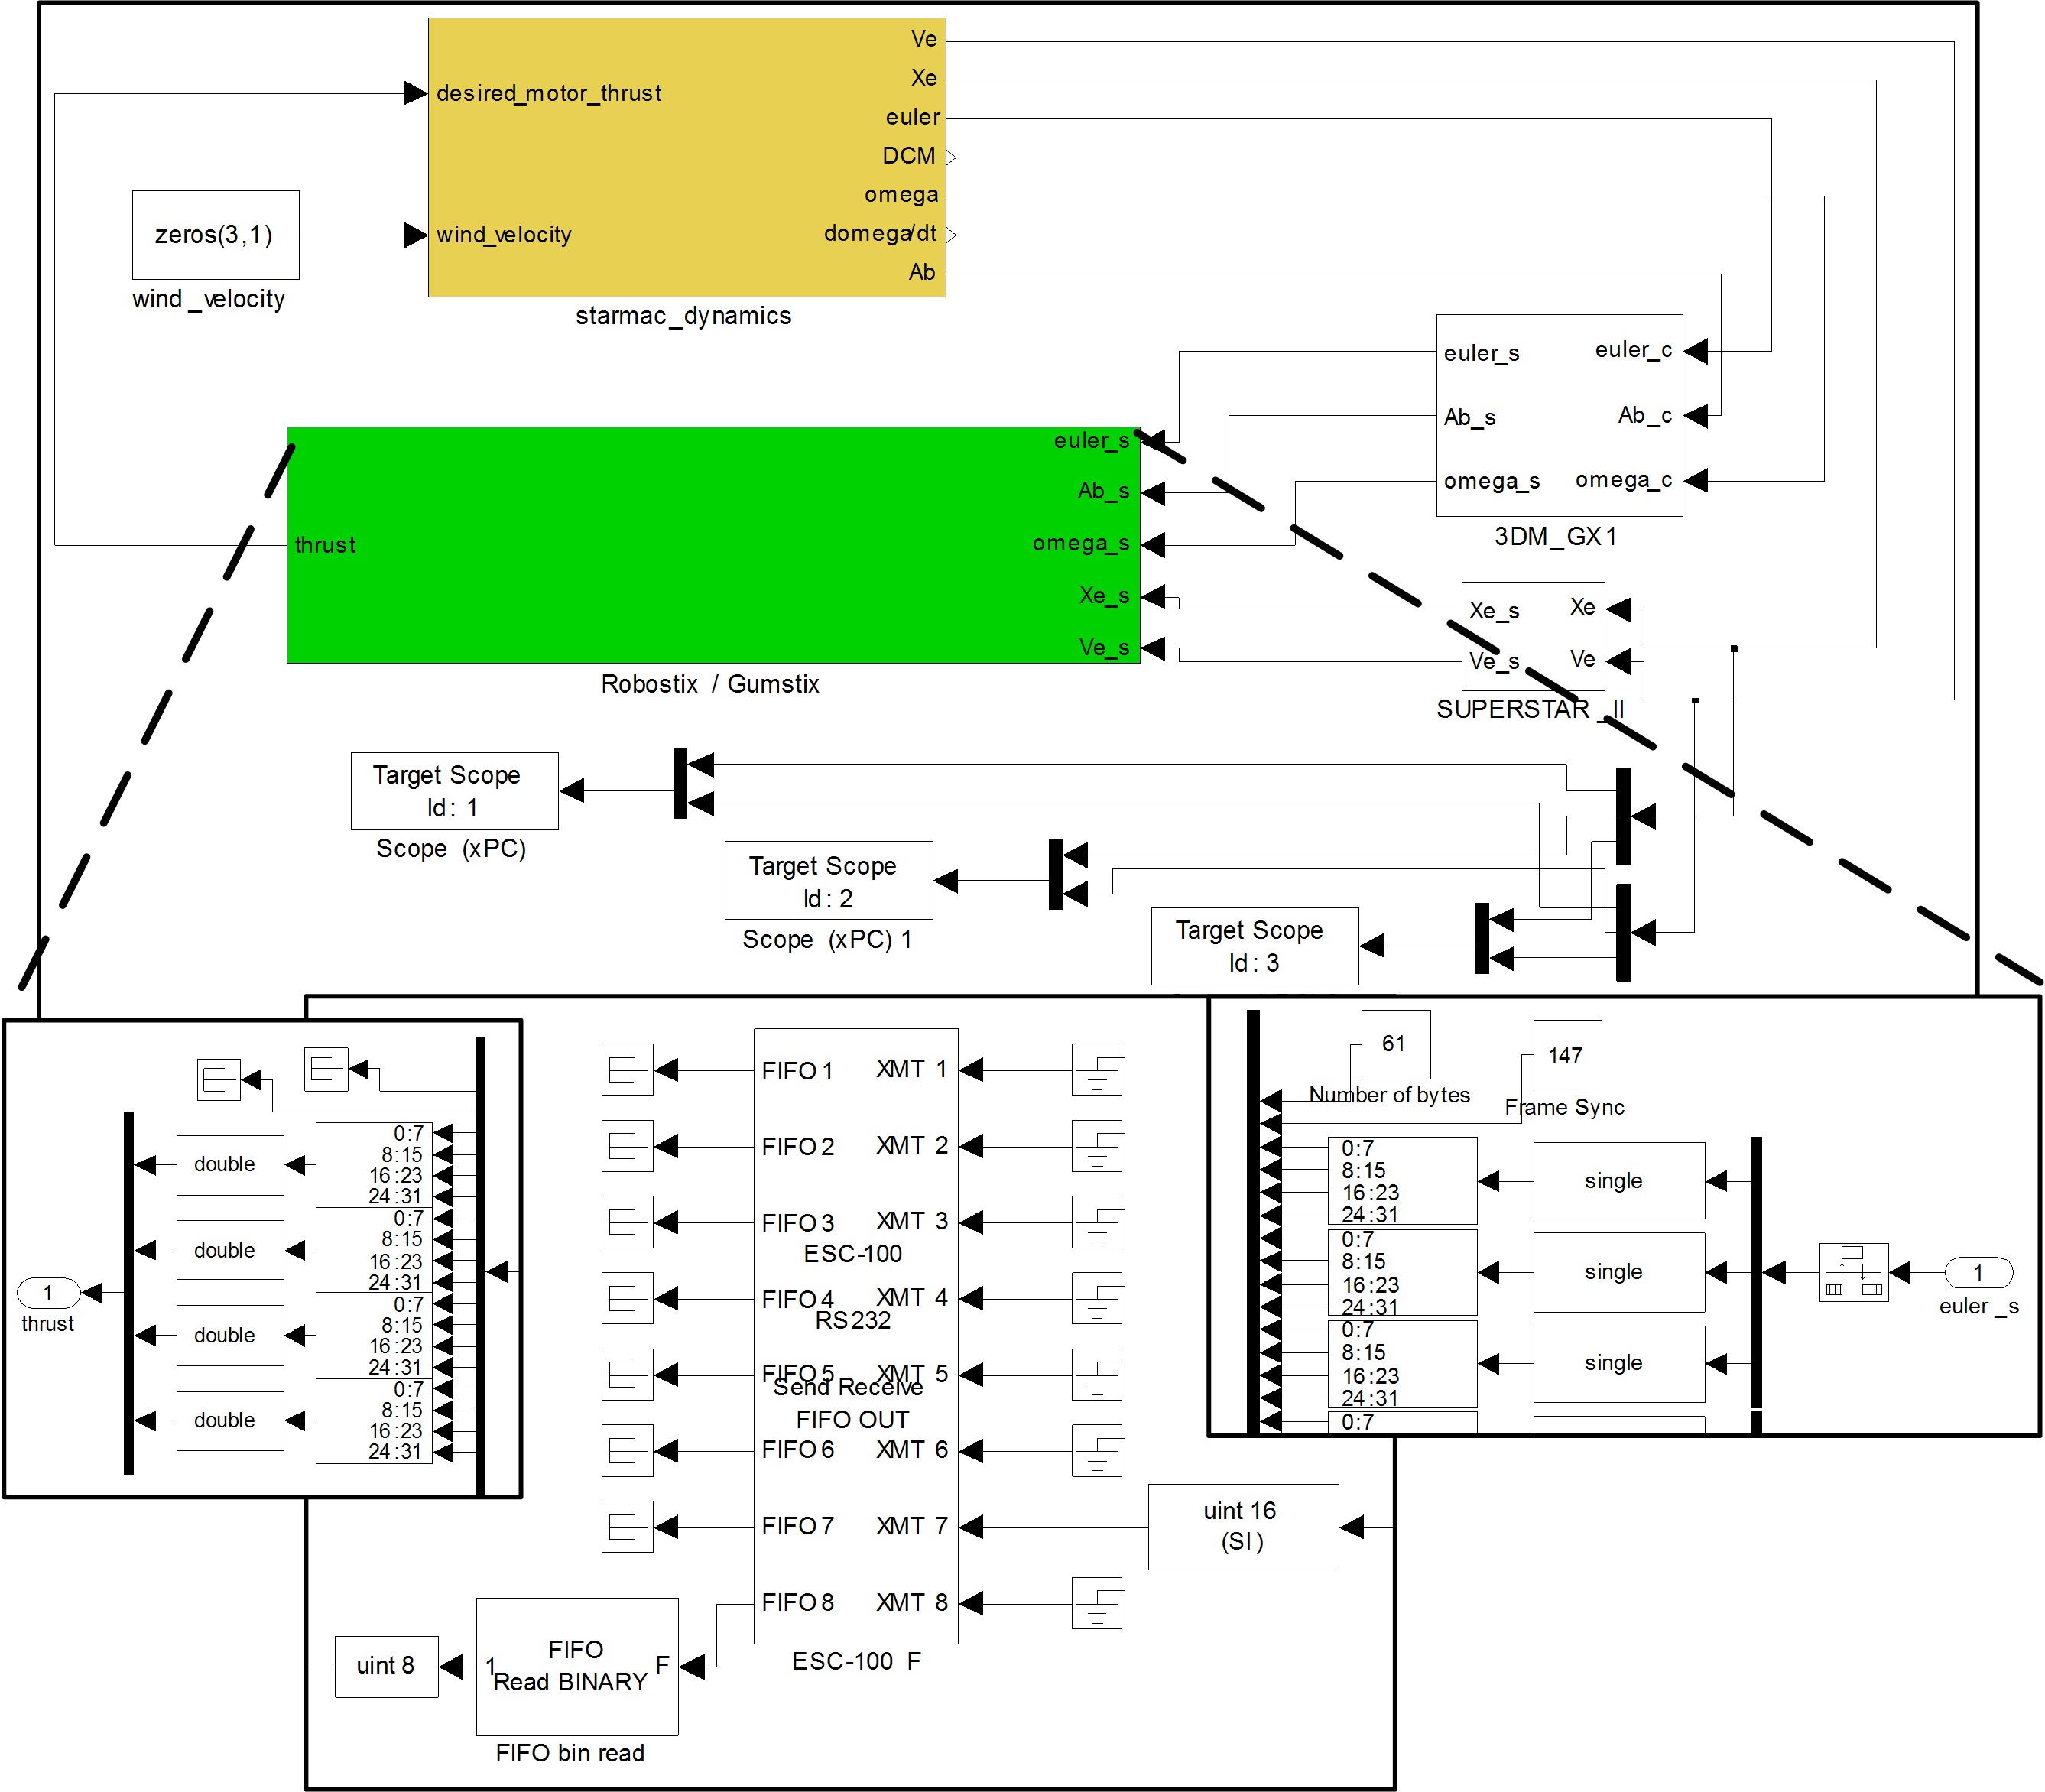 Ve
Xe
desired_motor_thrust
euler
DCM
omega
zeros(3,1)
wind_velocity
domega/dt
Ab
wind _velocity
starmac_dynamics
euler_s
euler_c
Ab_s
Ab_c
omega_s
omega_c
3DM_GX1
euler_s
Ab_s
thrust
omega_s
Xe_s
Ve_s
Robostix / Gumstix
Xe_s
Xe
Ve_s
Ve
SUPERSTAR _II
Target Scope
Id: 1
Scope (xPC)
Target Scope
Id: 2
Scope (xPC) 1
Target Scope
Id: 3
0:7
8:15
16:23
24:31
double
0:7
8:15
16:23
24:31
double
0:7
8:15
16:23
24:31
double
0:7
8:15
16:23
24:31
double
1
thrust
FIFO 1
XMT 1
FIFO 2
XMT 2
FIFO 3
XMT 3
ESC-100
FIFO 4
XMT 4
RS232
FIFO 5
XMT 5
Send Receive
FIFO OUT
FIFO 6
XMT 6
FIFO 7
XMT 7
FIFO 8
XMT 8
ESC-100 F
uint 16
(SI)
uint 8
1
FIFO
Read BINARY
F
FIFO bin read
61
Number of bytes
147
Frame Sync
0:7
8:15
16:23
24:31
single
0:7
8:15
16:23
24:31
single
0:7
8:15
16:23
24:31
single
0:7
1
euler _s